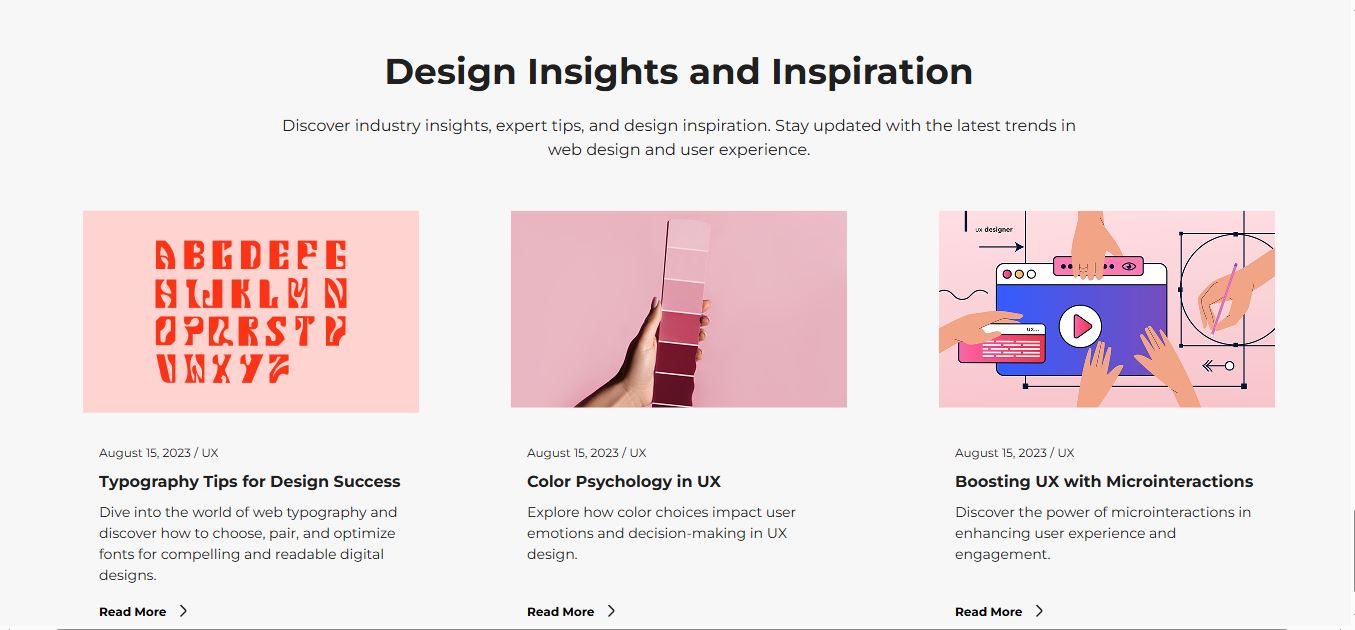 Design Insights and Inspiration
Discover industry insights, expert tips, and design inspiration. Stay updated with the latest trends in
web design and user experience.
A B C D E F G
H I J K L M N
O P Q R S T U
V W X Y Z
ux designer
ux...
August 15, 2023 / UX
Typography Tips for Design Success
Dive into the world of web typography and
discover how to choose, pair, and optimize
fonts for compelling and readable digital
designs.
Read More
August 15, 2023 / UX
Color Psychology in UX
Explore how color choices impact user
emotions and decision-making in UX
design.
Read More
August 15, 2023 / UX
Boosting UX with Microinteractions
Discover the power of microinteractions in
enhancing user experience and
engagement.
Read More